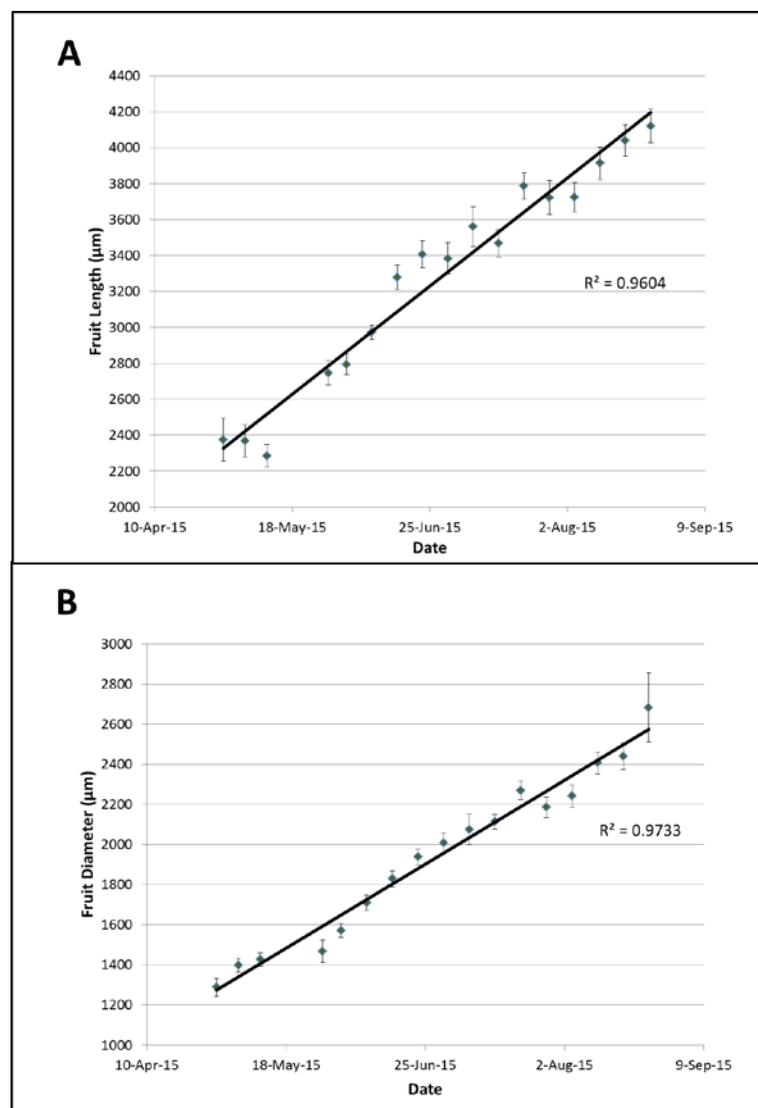 A
4400
4200
4000
3800
3600
3400
3200
3000
2800
2600
2400
2200
2000
Fruit Length (µm)
R² = 0.9604
10-Apr-15 18-May-15 25-Jun-15 2-Aug-15 9-Sep-15
Date
B
3000
2800
2600
2400
2200
2000
1800
1600
1400
1200
1000
Fruit Diameter (µm)
R² = 0.9733
10-Apr-15 18-May-15 25-Jun-15 2-Aug-15 9-Sep-15
Date